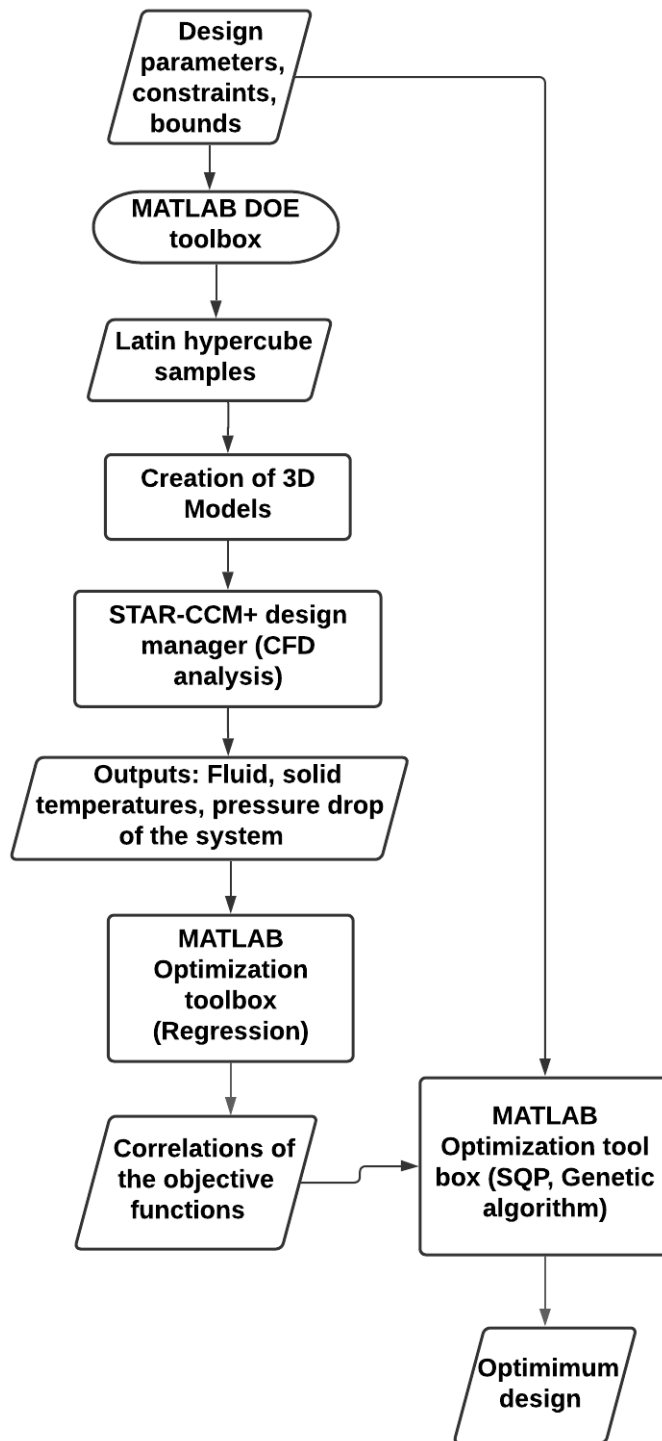 Design
parameters,
constraints,
bounds
MATLAB DOE
toolbox
Latin hypercube
samples
Creation of 3D
Models
STAR-CCM+ design
manager (CFD
analysis)
Outputs: Fluid, solid
temperatures, pressure drop
of the system
MATLAB
Optimization
toolbox
(Regression)
Correlations of
the objective
functions
MATLAB
Optimization tool
box (SQP, Genetic
algorithm)
Optimimum
design